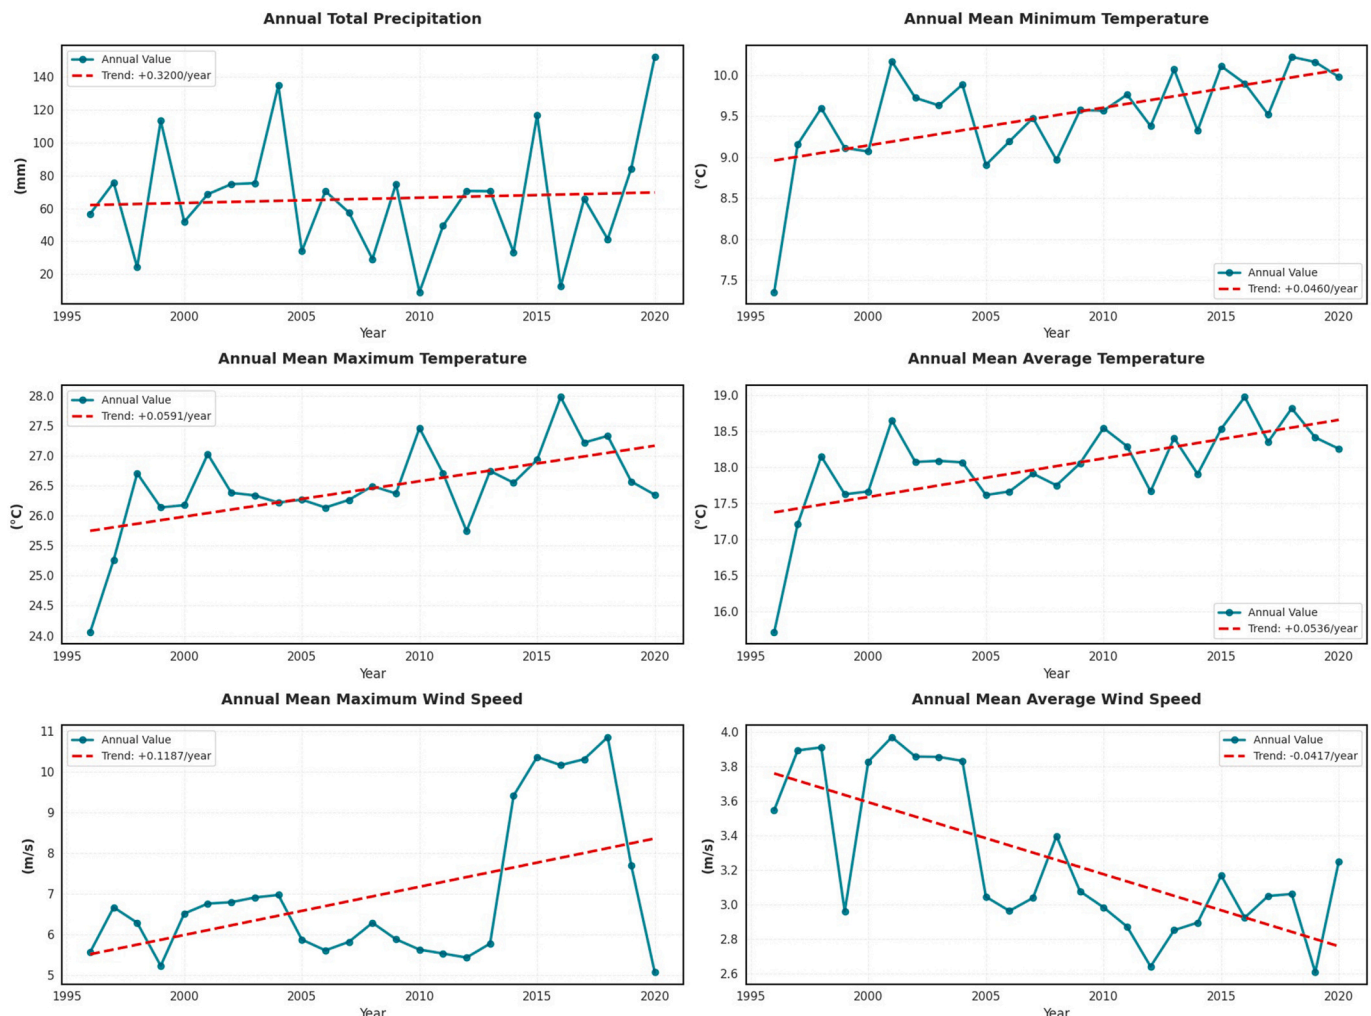 Annual Total Precipitation
Annual Value
Trend: +0.3200/year
(mm)
140
120
100
80
60
40
20
1995 2000 2005 2010 2015 2020
Year
Annual Mean Minimum Temperature
(°C)
10.0
9.5
9.0
8.5
8.0
7.5
Annual Value
Trend: +0.0460/year
1995 2000 2005 2010 2015 2020
Year
Annual Mean Maximum Temperature
Annual Value
Trend: +0.0591/year
(°C)
28.0
27.5
27.0
26.5
26.0
25.5
25.0
24.5
24.0
1995 2000 2005 2010 2015 2020
Year
Annual Mean Average Temperature
(°C)
19.0
18.5
18.0
17.5
17.0
16.5
16.0
Annual Value
Trend: +0.0536/year
1995 2000 2005 2010 2015 2020
Year
Annual Mean Maximum Wind Speed
Annual Value
Trend: +0.1187/year
(m/s)
11
10
9
8
7
6
5
1995 2000 2005 2010 2015 2020
Year
Annual Mean Average Wind Speed
Annual Value
Trend: -0.0417/year
(m/s)
4.0
3.8
3.6
3.4
3.2
3.0
2.8
2.6
1995 2000 2005 2010 2015 2020
Year